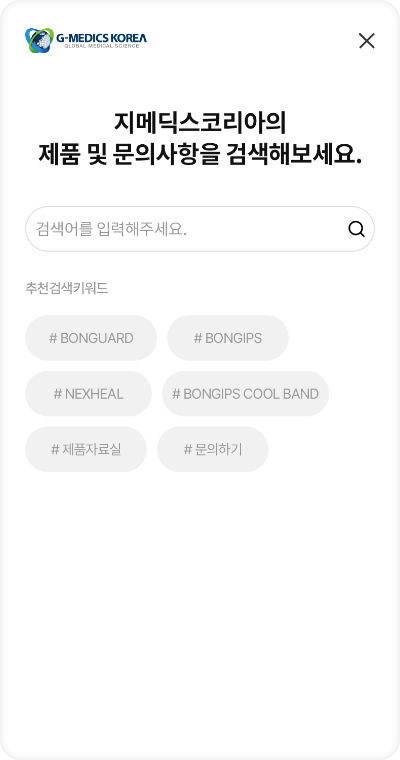 G-MEDICS KOREA
GLOBAL MEDICAL SCIENCE
지메딕스코리아의
제품 및 문의사항을 검색해보세요.
검색어를 입력해주세요.
추천검색키워드
# BONGUARD
# BONGIPS
# NEXHEAL
# BONGIPS COOL BAND
# 제품자료실
# 문의하기